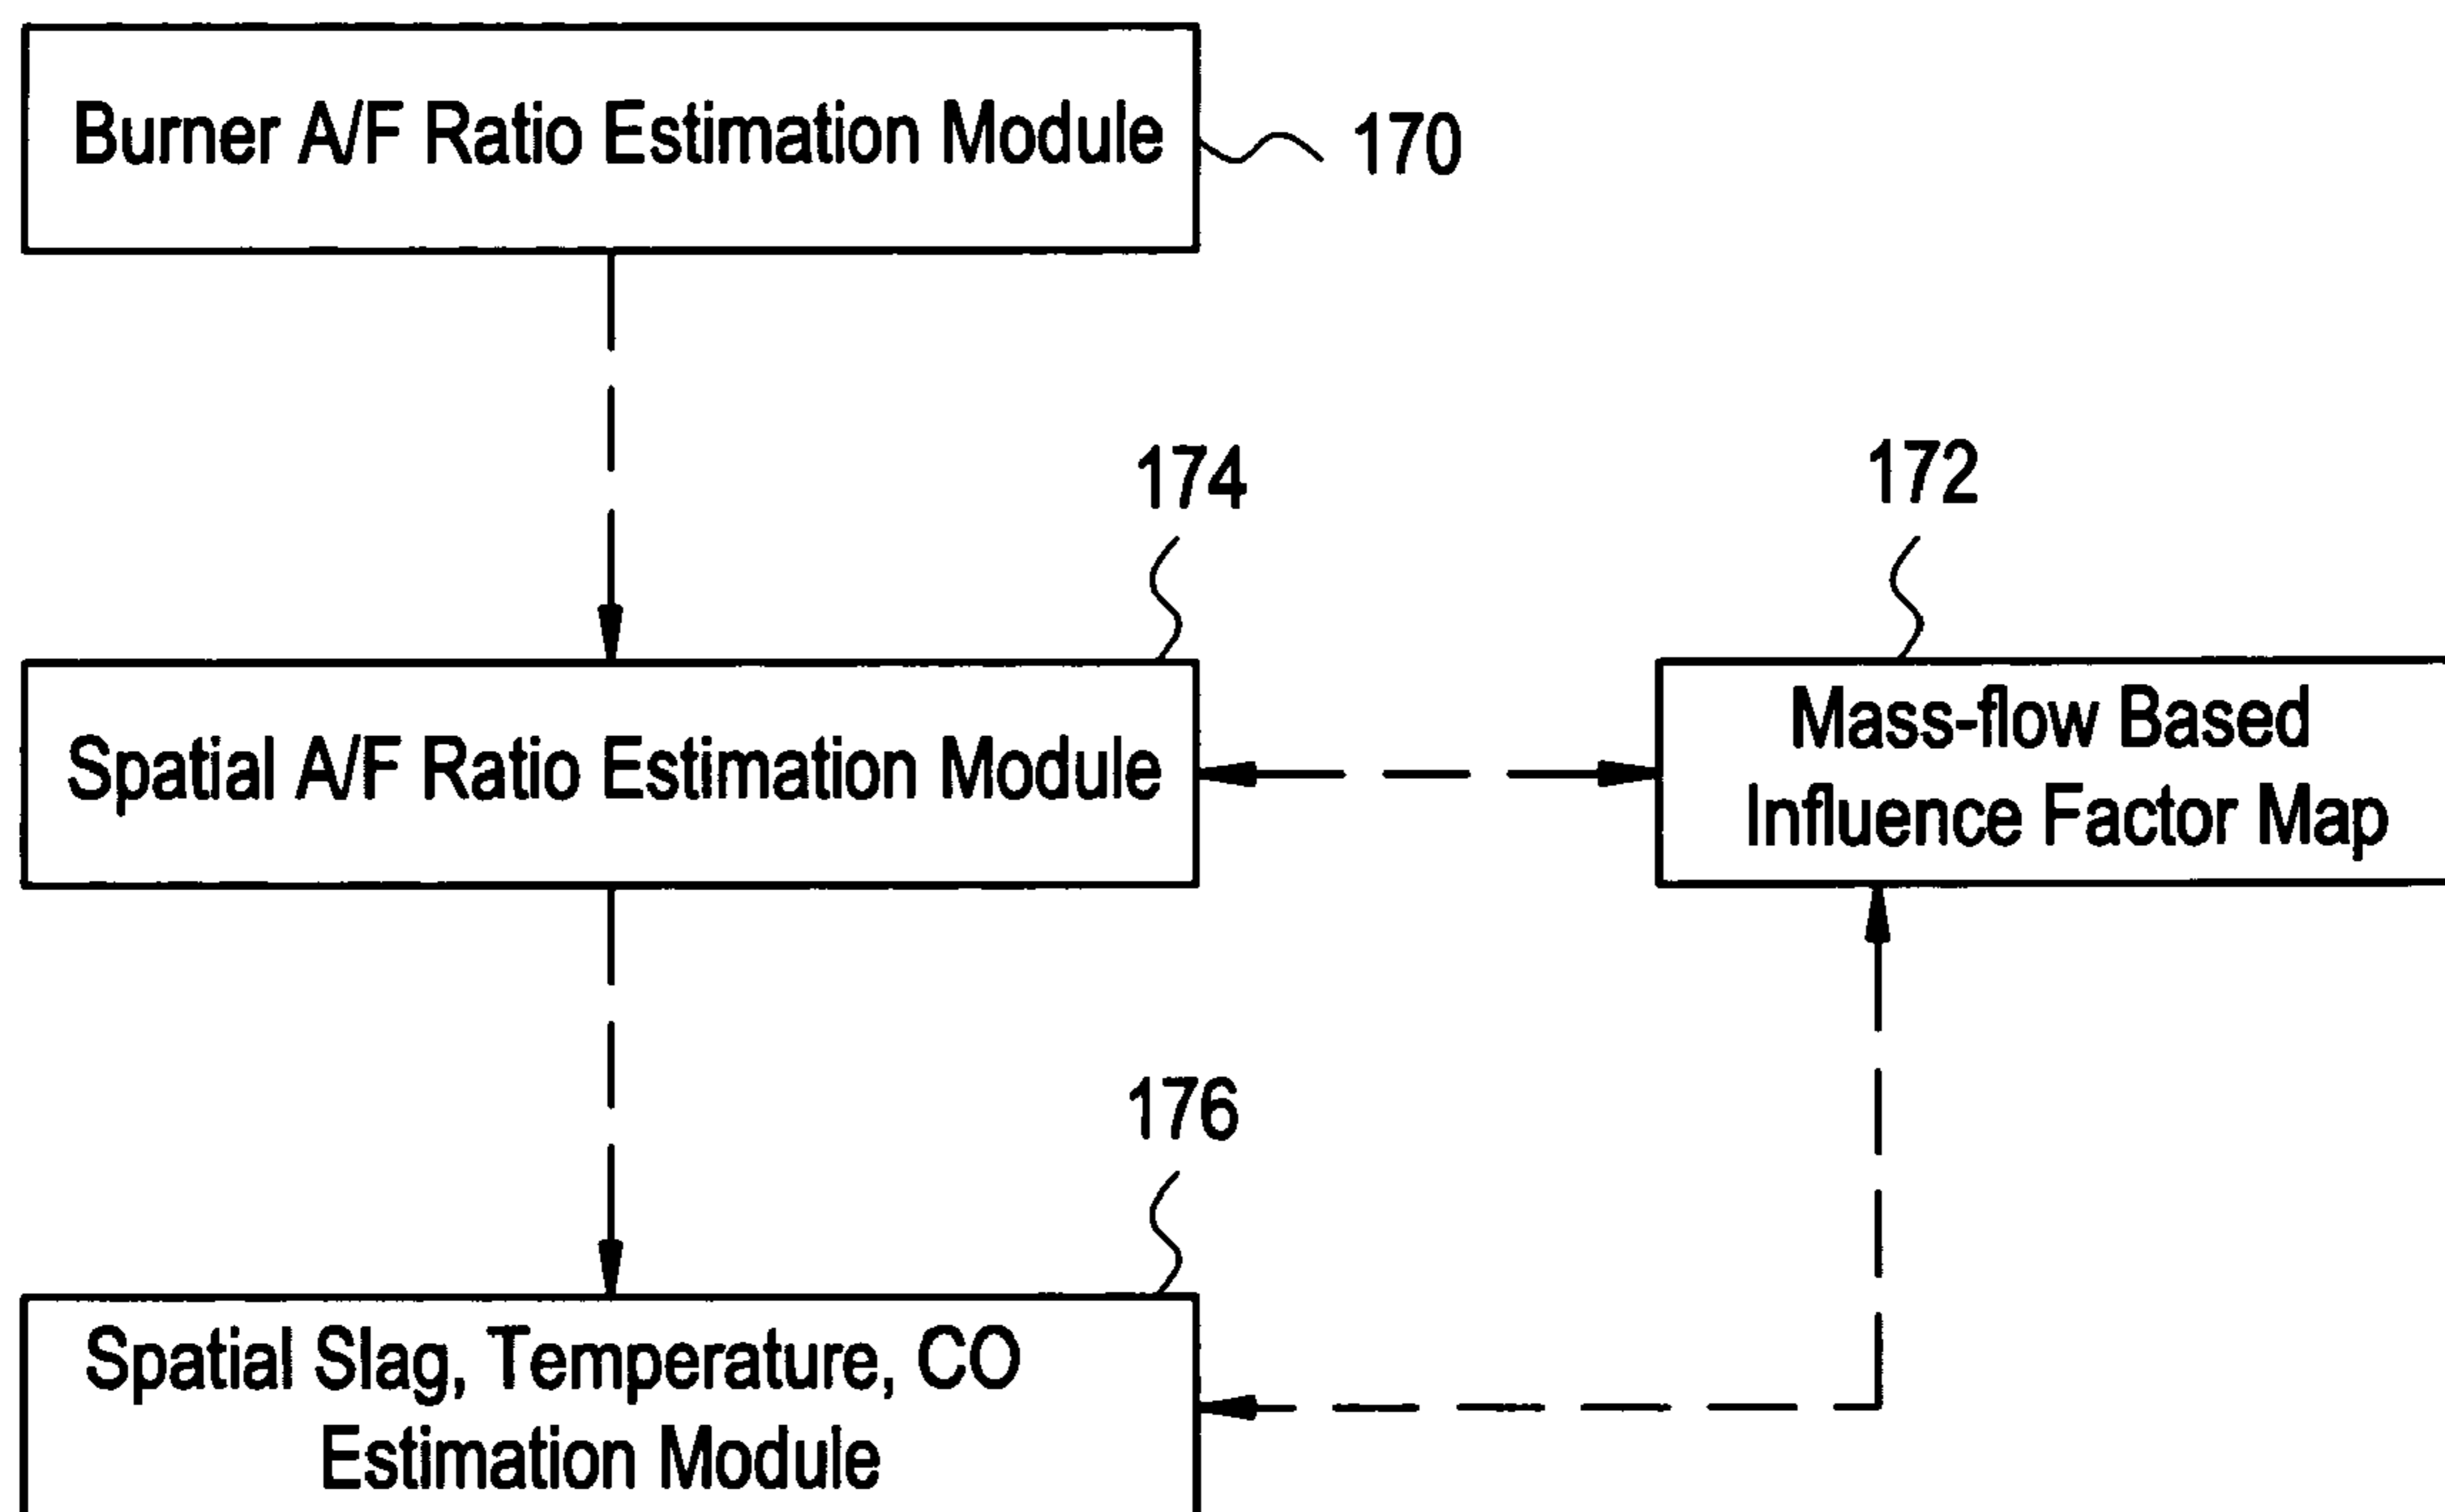 Burner A/F Ratio Estimation Module
170
174
172
Spatial A/F Ratio Estimation Module
Mass-flow Based
Influence Factor Map
176
Spatial Slag, Temperature, CO
Estimation Module